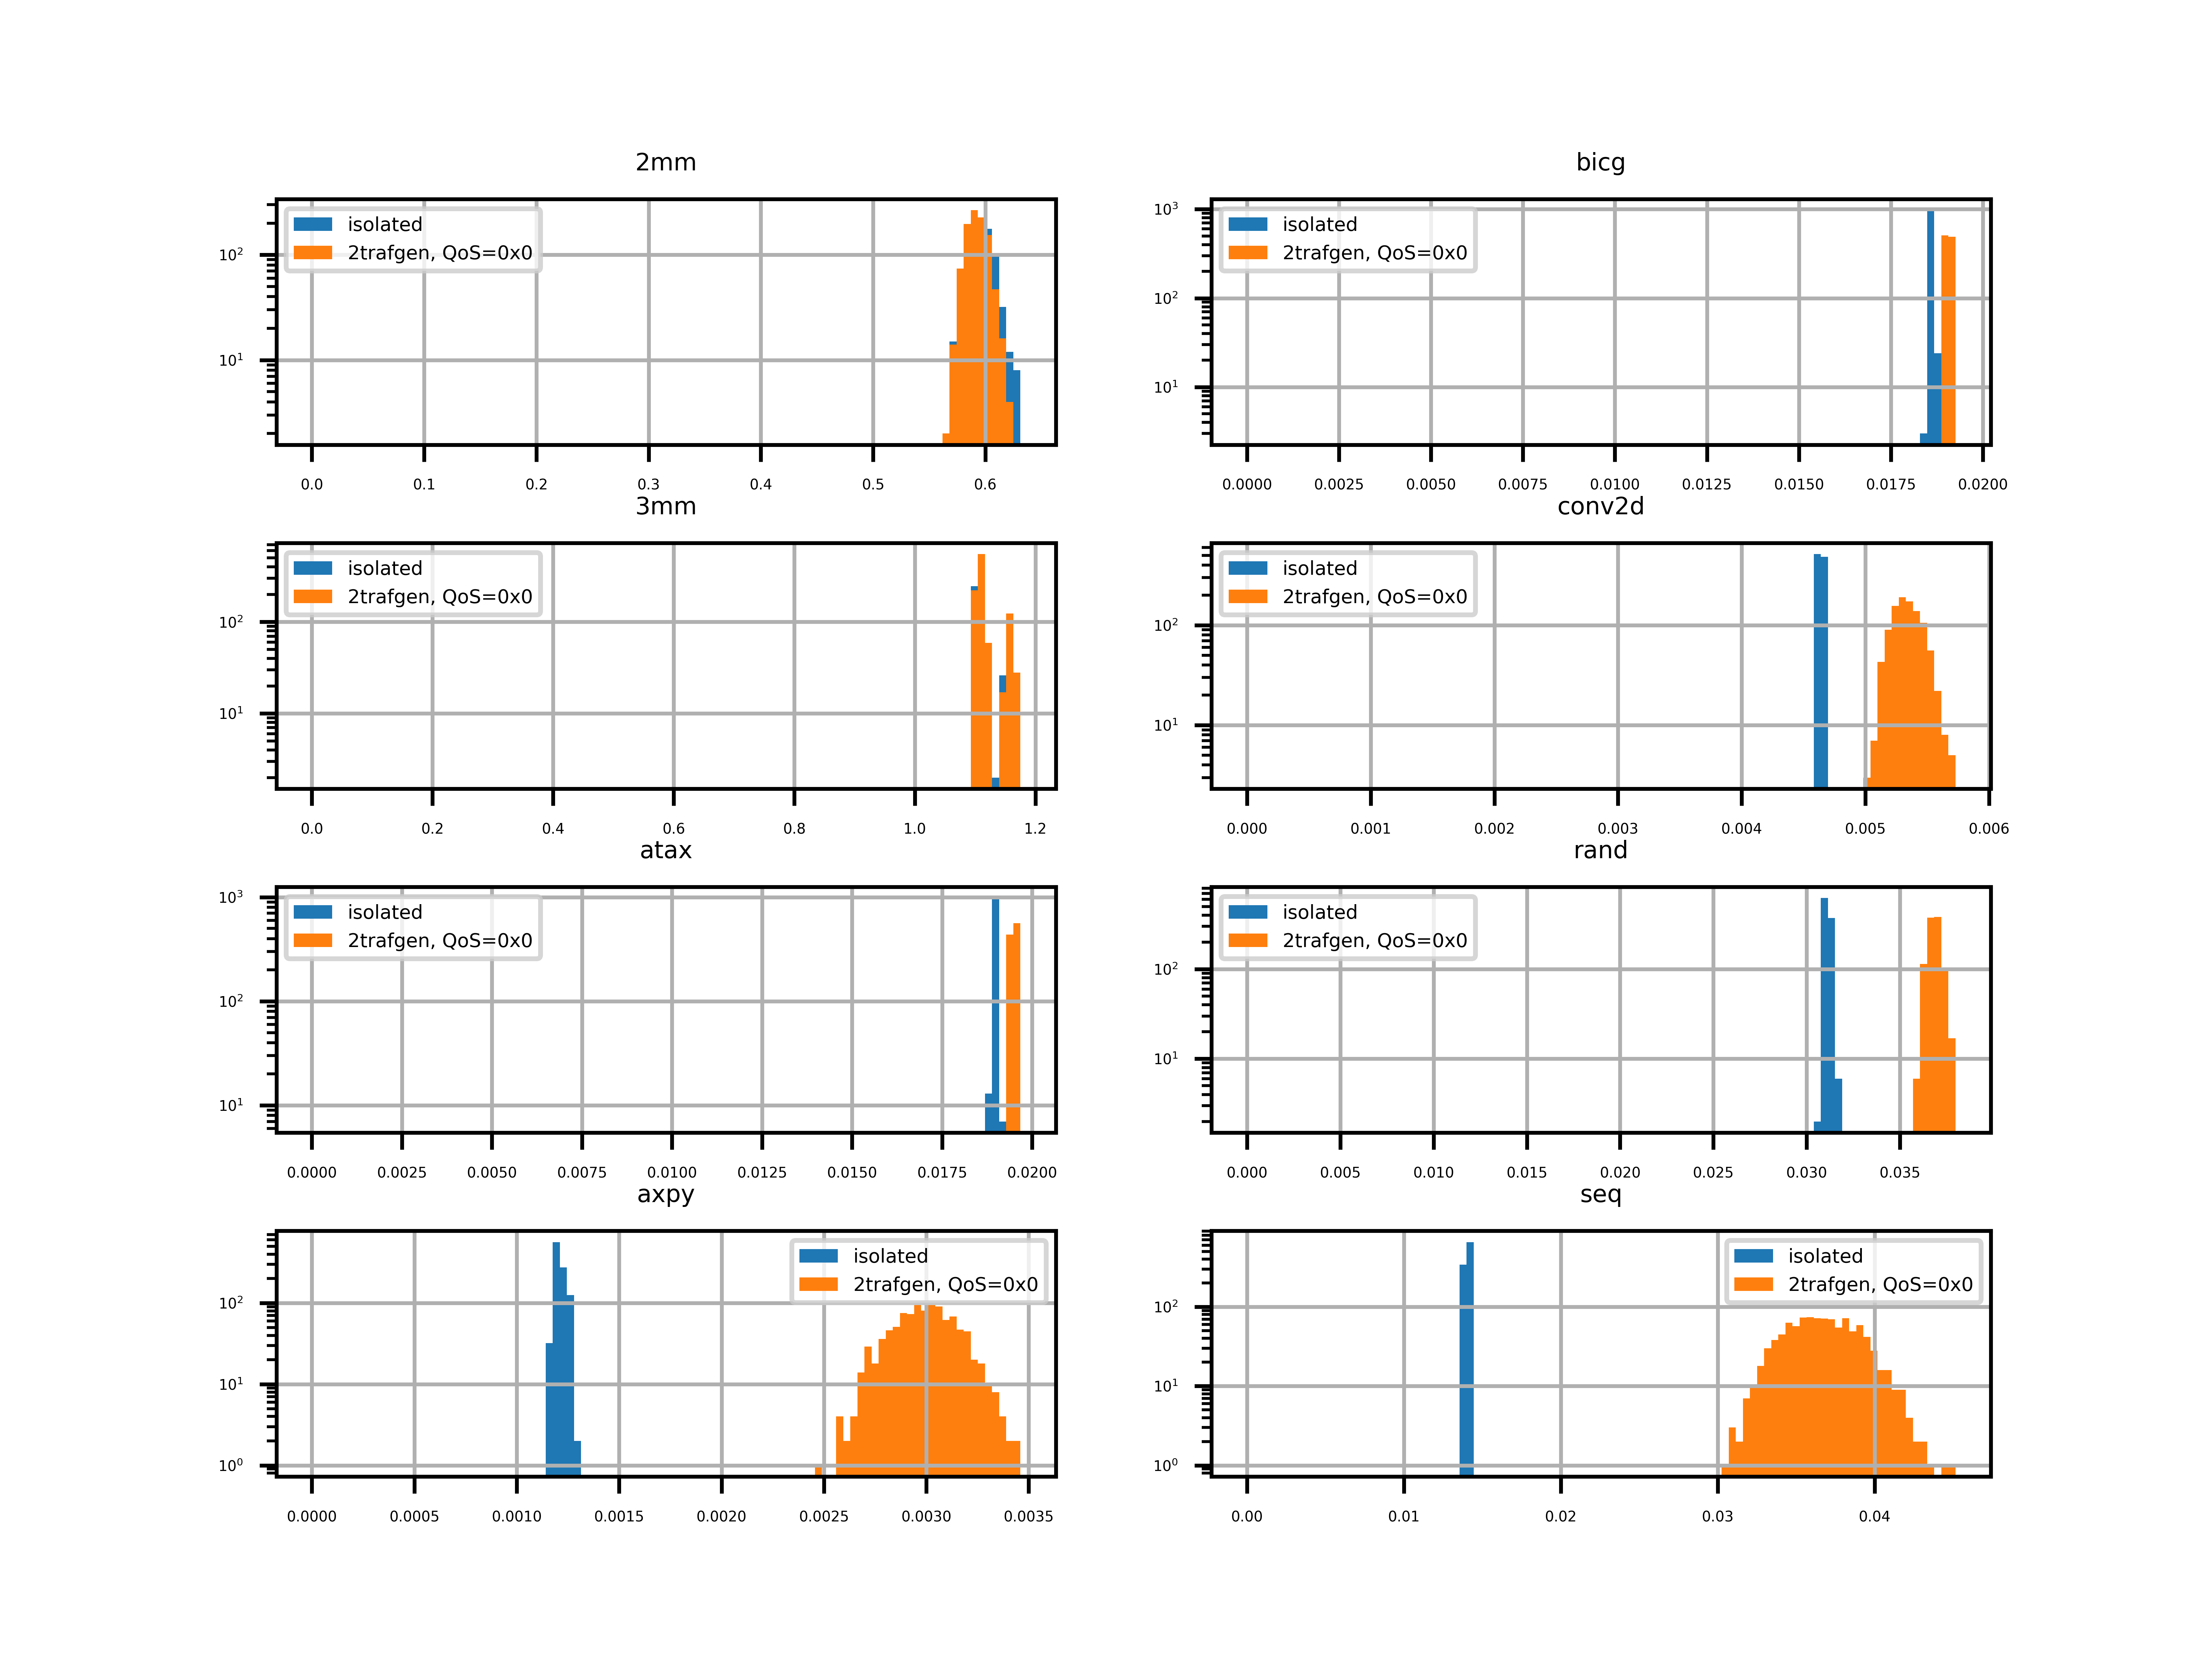 2mm
isolated
2trafgen, QoS=0x0
10²
10¹
0.0 0.1 0.2 0.3 0.4 0.5 0.6
bicg
isolated
2trafgen, QoS=0x0
10³
10²
10¹
0.0000 0.0025 0.0050 0.0075 0.0100 0.0125 0.0150 0.0175 0.0200
3mm
isolated
2trafgen, QoS=0x0
10²
10¹
0.0 0.2 0.4 0.6 0.8 1.0 1.2
conv2d
isolated
2trafgen, QoS=0x0
10²
10¹
0.000 0.001 0.002 0.003 0.004 0.005 0.006
atax
isolated
2trafgen, QoS=0x0
10³
10²
10¹
0.0000 0.0025 0.0050 0.0075 0.0100 0.0125 0.0150 0.0175 0.0200
rand
isolated
2trafgen, QoS=0x0
10²
10¹
0.000 0.005 0.010 0.015 0.020 0.025 0.030 0.035
axpy
isolated
2trafgen, QoS=0x0
10²
10¹
10⁰
0.0000 0.0005 0.0010 0.0015 0.0020 0.0025 0.0030 0.0035
seq
isolated
2trafgen, QoS=0x0
10²
10¹
10⁰
0.00 0.01 0.02 0.03 0.04